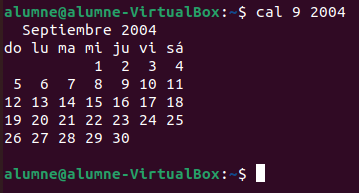 alumne@alumne-VirtualBox:~$ cal 9 2004
   Septiembre 2004
do lu ma mi ju vi sá
          1  2  3  4
 5  6  7  8  9 10 11
12 13 14 15 16 17 18
19 20 21 22 23 24 25
26 27 28 29 30
alumne@alumne-VirtualBox:~$